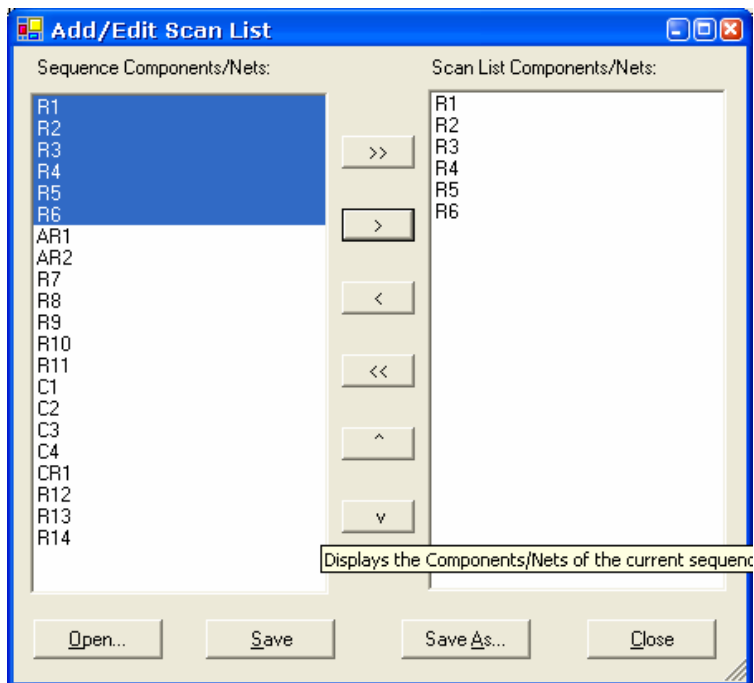 Add/Edit Scan List
Sequence Components/Nets:
R1
R2
R3
R4
R5
R6
AR1
AR2
R7
R8
R9
R10
R11
C1
C2
C3
C4
CR1
R12
R13
R14
>>
>
<
<<
^
v
Scan List Components/Nets:
R1
R2
R3
R4
R5
R6
Displays the Components/Nets of the current sequenc
Open...
Save
Save As...
Close